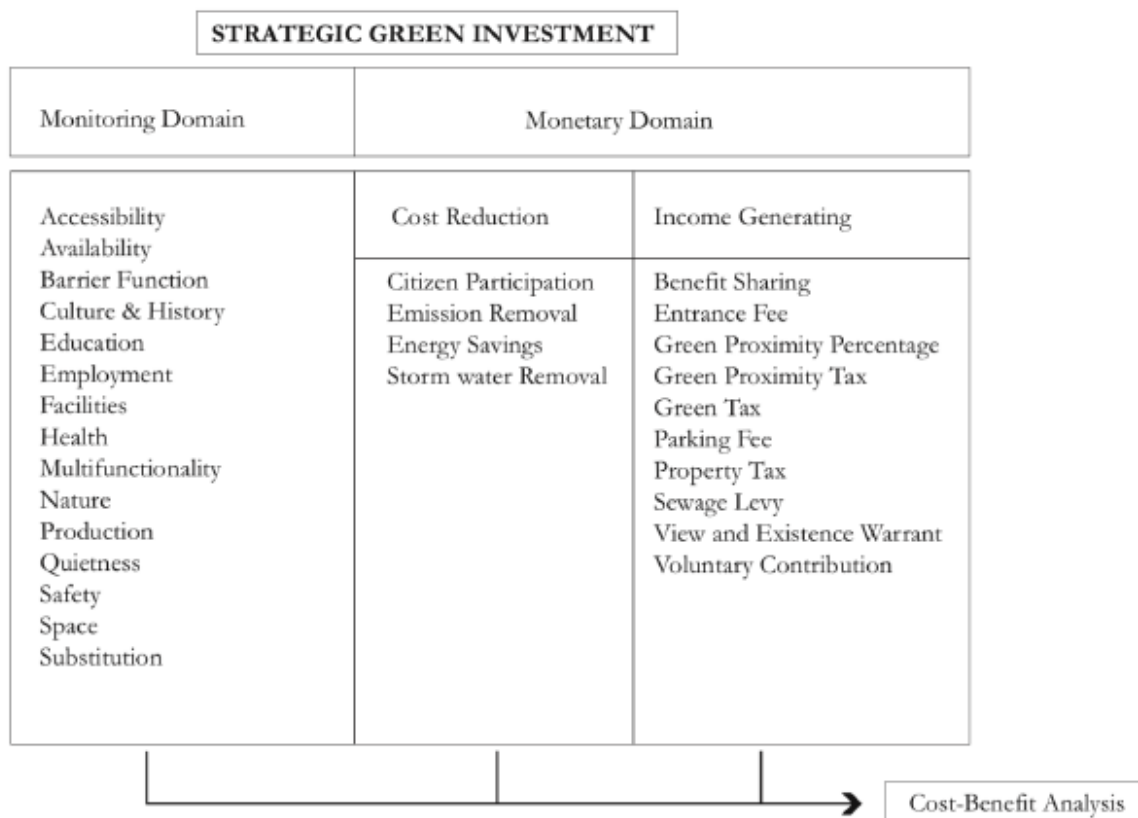 STRATEGIC GREEN INVESTMENT
Monitoring Domain
Monetary Domain
Accessibility
Availability
Barrier Function
Culture & History
Education
Employment
Facilities
Health
Multifunctionality
Nature
Production
Quietness
Safety
Space
Substitution
Cost Reduction
Citizen Participation
Emission Removal
Energy Savings
Storm water Removal
Income Generating
Benefit Sharing
Entrance Fee
Green Proximity Percentage
Green Proximity Tax
Green Tax
Parking Fee
Property Tax
Sewage Levy
View and Existence Warrant
Voluntary Contribution
Cost-Benefit Analysis